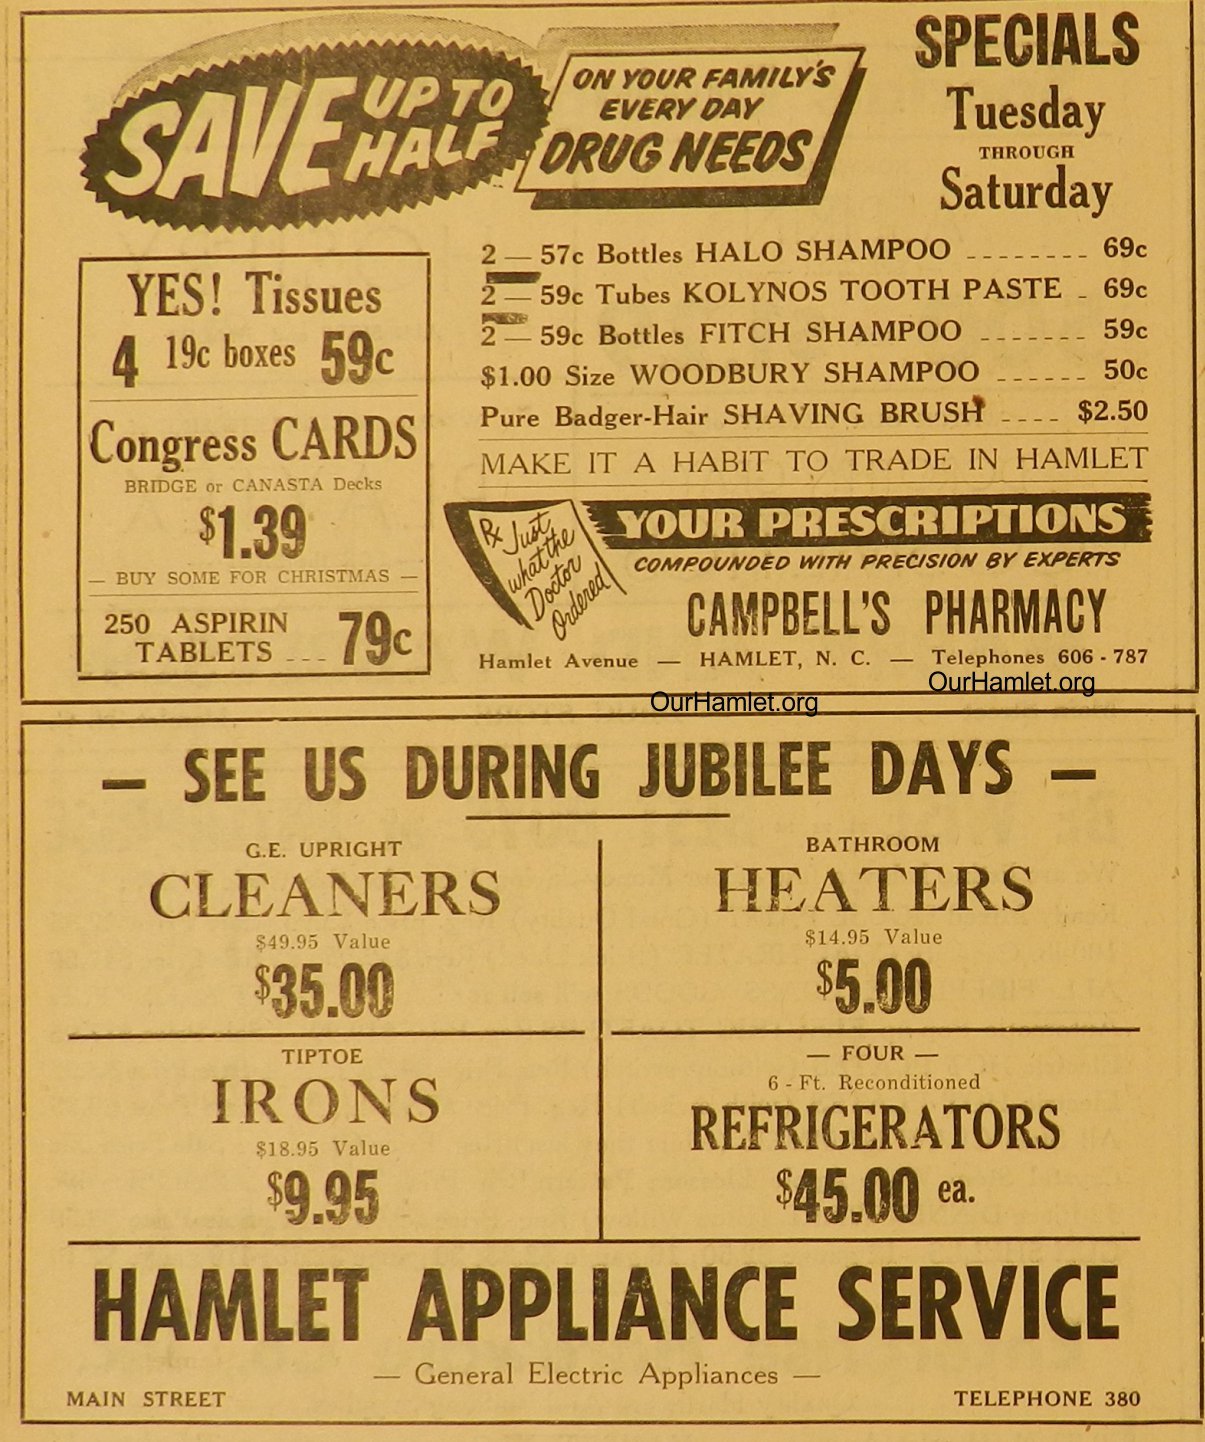 SAVE UP TO HALF
ON YOUR FAMILY'S
EVERY DAY
DRUG NEEDS
SPECIALS
Tuesday
THROUGH
Saturday
YES! Tissues
4 19c boxes 59c
Congress CARDS
BRIDGE or CANASTA Decks
$1.39
— BUY SOME FOR CHRISTMAS —
250 ASPIRIN
TABLETS ... 79c
2 — 57c Bottles HALO SHAMPOO -------- 69c
2 — 59c Tubes KOLYNOS TOOTH PASTE - 69c
2 — 59c Bottles FITCH SHAMPOO ------- 59c
$1.00 Size WOODBURY SHAMPOO ------ 50c
Pure Badger-Hair SHAVING BRUSH ---- $2.50
MAKE IT A HABIT TO TRADE IN HAMLET
Rx Just
what the
Doctor
Ordered
YOUR PRESCRIPTIONS
COMPOUNDED WITH PRECISION BY EXPERTS
CAMPBELL'S PHARMACY
Hamlet Avenue — HAMLET, N. C. — Telephones 606 - 787
OurHamlet.org
OurHamlet.org
— SEE US DURING JUBILEE DAYS —
G.E. UPRIGHT
CLEANERS
$49.95 Value
$35.00
BATHROOM
HEATERS
$14.95 Value
$5.00
TIPTOE
IRONS
$18.95 Value
$9.95
— FOUR —
6 - Ft. Reconditioned
REFRIGERATORS
$45.00 ea.
HAMLET APPLIANCE SERVICE
— General Electric Appliances —
MAIN STREET TELEPHONE 380